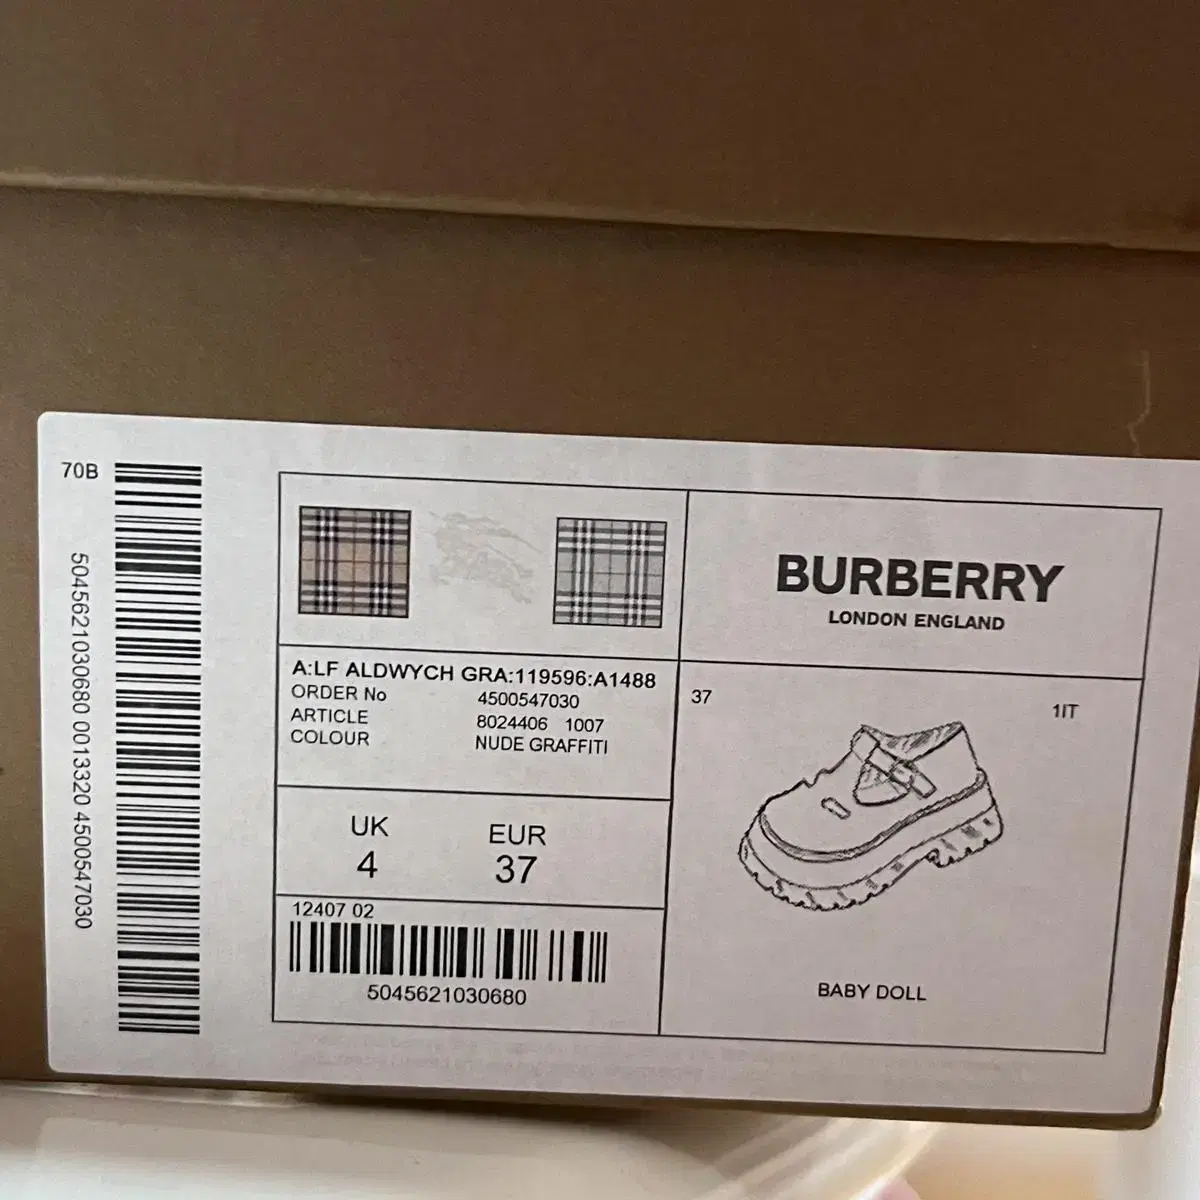 70B
5045621030680 0013320 4500547030
BURBERRY
LONDON ENGLAND
A:LF ALDWYCH GRA:119596:A1488
ORDER No 4500547030
ARTICLE 8024406 1007
COLOUR NUDE GRAFFITI
UK EUR
4 37
12407 02
5045621030680
37 1IT
BABY DOLL